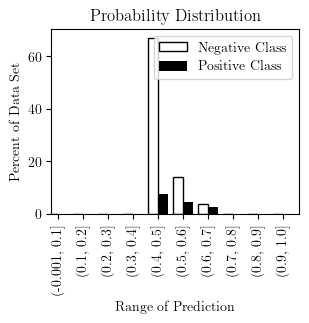 Probability Distribution
Negative Class
Positive Class
Percent of Data Set
60
40
20
0
(-0.001, 0.1]
(0.1, 0.2]
(0.2, 0.3]
(0.3, 0.4]
(0.4, 0.5]
(0.5, 0.6]
(0.6, 0.7]
(0.7, 0.8]
(0.8, 0.9]
(0.9, 1.0]
Range of Prediction